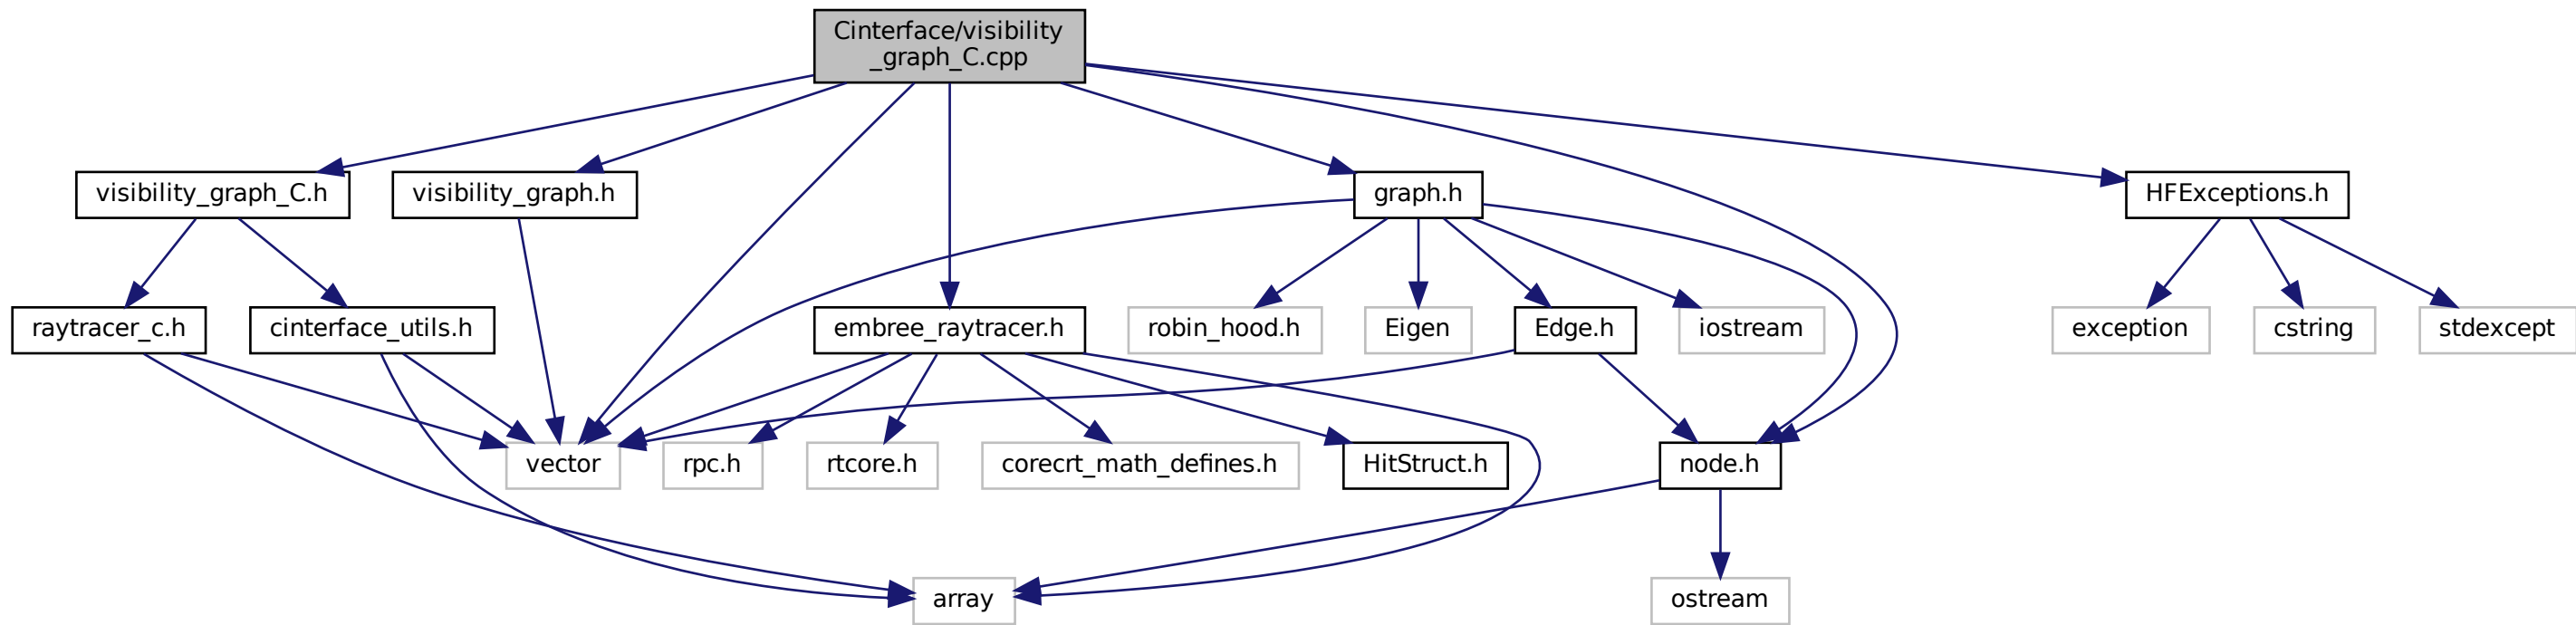 Cinterface/visibility
_graph_C.cpp
visibility_graph_C.h
visibility_graph.h
graph.h
HFExceptions.h
raytracer_c.h
cinterface_utils.h
embree_raytracer.h
robin_hood.h
Eigen
Edge.h
iostream
exception
cstring
stdexcept
vector
rpc.h
rtcore.h
corecrt_math_defines.h
HitStruct.h
node.h
array
ostream